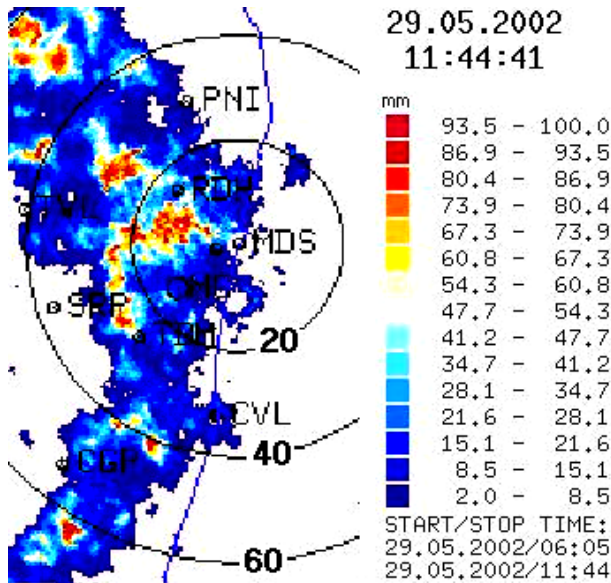 29.05.2002
11:44:41
mm
93.5 - 100.0
86.9 - 93.5
80.4 - 86.9
73.9 - 80.4
67.3 - 73.9
60.8 - 67.3
54.3 - 60.8
47.7 - 54.3
41.2 - 47.7
34.7 - 41.2
28.1 - 34.7
21.6 - 28.1
15.1 - 21.6
8.5 - 15.1
2.0 - 8.5
START/STOP TIME:
29.05.2002/06:05
29.05.2002/11:44
PNI
MDS
SRP
20
CVL
40
CGP
60